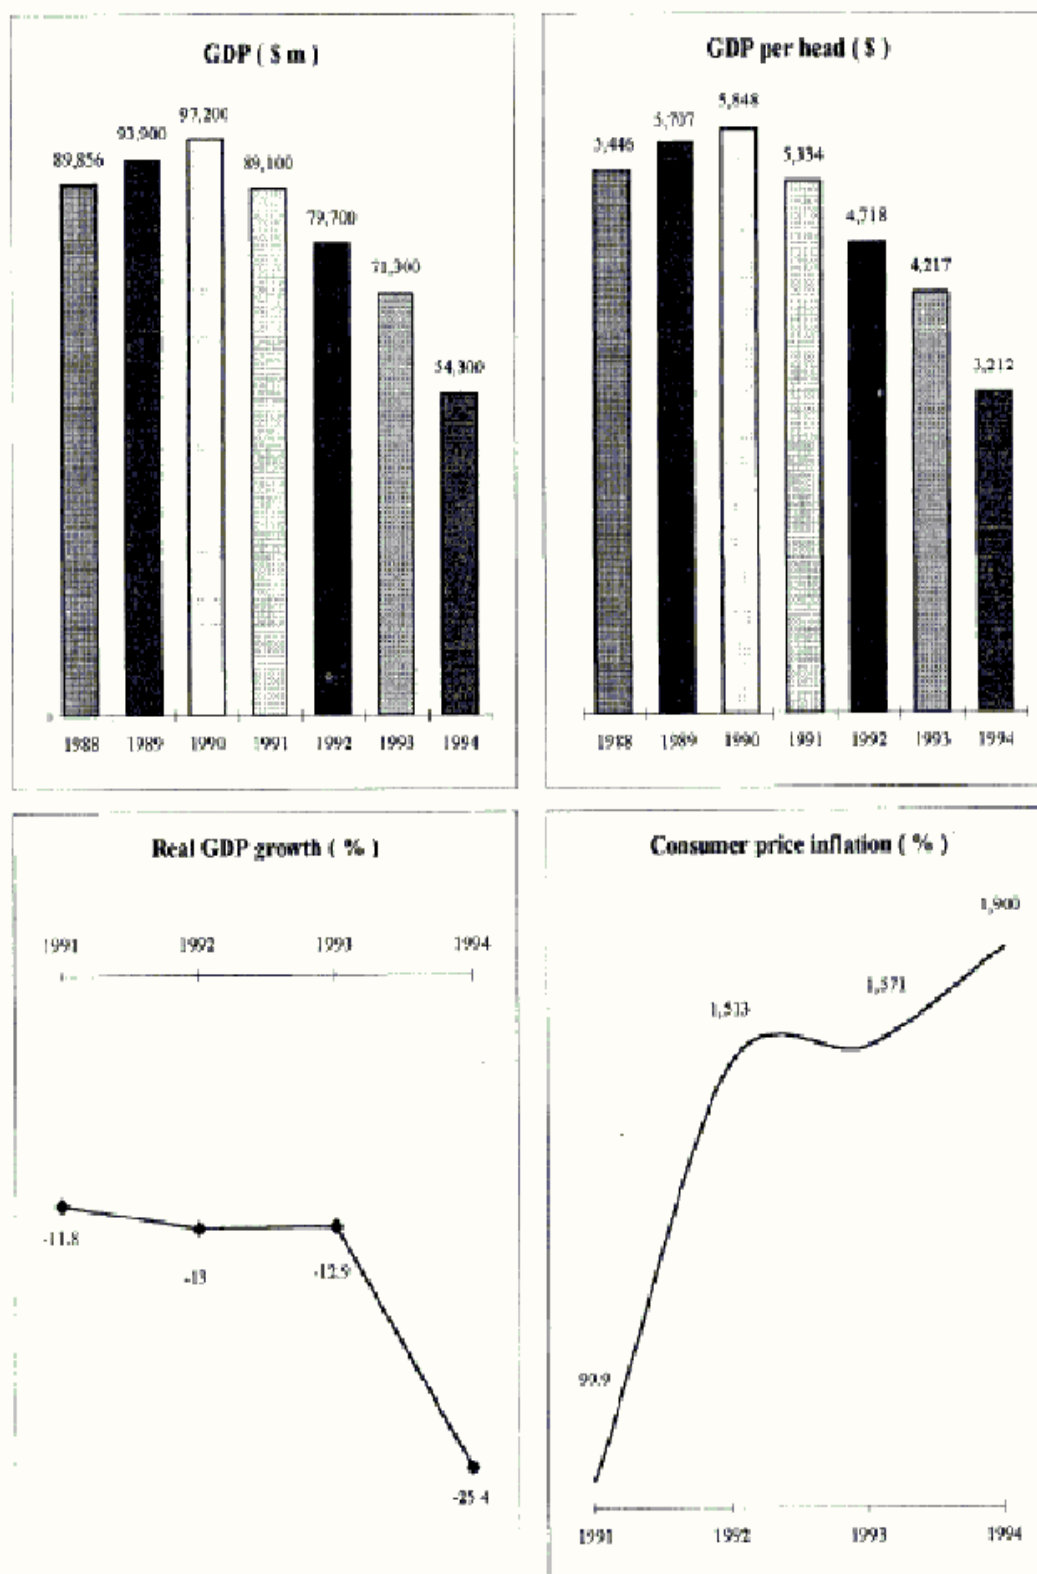 GDP ( $ m )
89,856
93,900
97,200
89,100
79,700
71,300
54,300
0
1988 1989 1990 1991 1992 1993 1994
GDP per head ( $ )
5,446
5,707
5,848
5,334
4,718
4,217
3,212
1988 1989 1990 1991 1992 1993 1994
Real GDP growth ( % )
1991 1992 1993 1994
-11.8
-13
-12.9
-25.4
Consumer price inflation ( % )
1,900
1,571
1,513
90.9
1991 1992 1993 1994